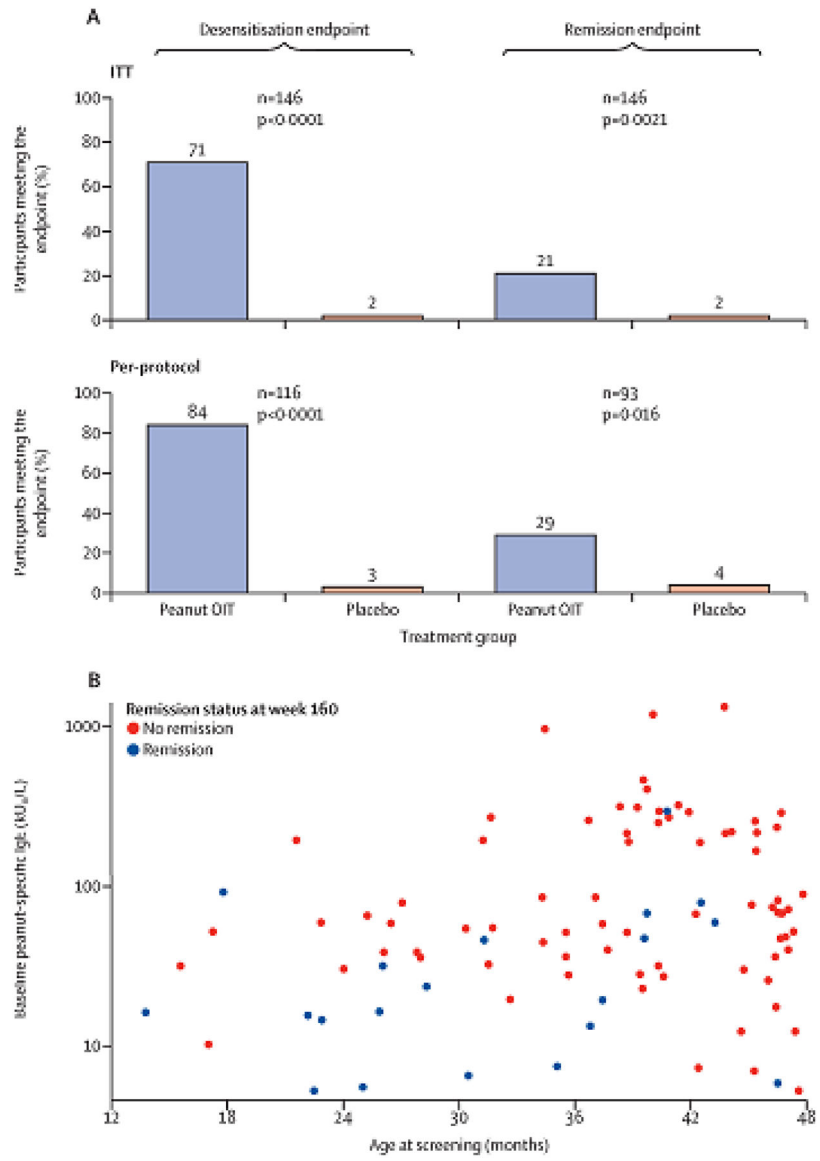 A
Desensitisation endpoint
Remission endpoint
ITT
Participants meeting the
endpoint (%)
100
80
60
40
20
0
n=146
p<0·0001
n=146
p=0·0021
71
2
21
2
Per-protocol
Participants meeting the
endpoint (%)
100
80
60
40
20
0
n=116
p<0·0001
n=93
p=0·016
84
3
29
4
Peanut OIT
Placebo
Peanut OIT
Placebo
Treatment group
B
Remission status at week 160
No remission
Remission
Baseline peanut-specific IgE (kUA/L)
1000
100
10
12
18
24
30
36
42
48
Age at screening (months)